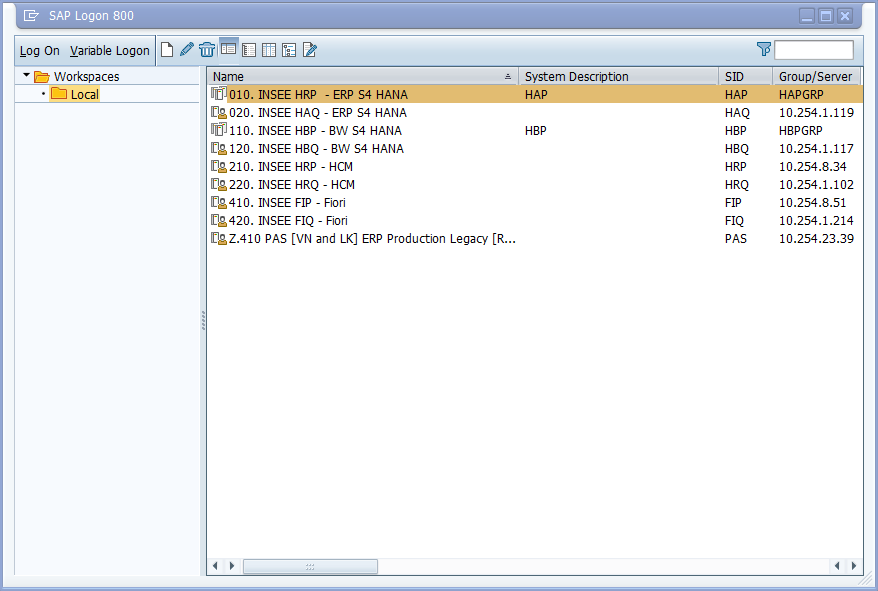 SAP Logon 800
Log On Variable Logon
Workspaces
Local
Name System Description SID Group/Server
010. INSEE HRP  - ERP S4 HANA HAP HAP HAPGRP
020. INSEE HAQ - ERP S4 HANA HAQ 10.254.1.119
110. INSEE HBP - BW S4 HANA HBP HBP HBPGRP
120. INSEE HBQ - BW S4 HANA HBQ 10.254.1.117
210. INSEE HRP - HCM HRP 10.254.8.34
220. INSEE HRQ - HCM HRQ 10.254.1.102
410. INSEE FIP - Fiori FIP 10.254.8.51
420. INSEE FIQ - Fiori FIQ 10.254.1.214
Z.410 PAS [VN and LK] ERP Production Legacy [R... PAS 10.254.23.39